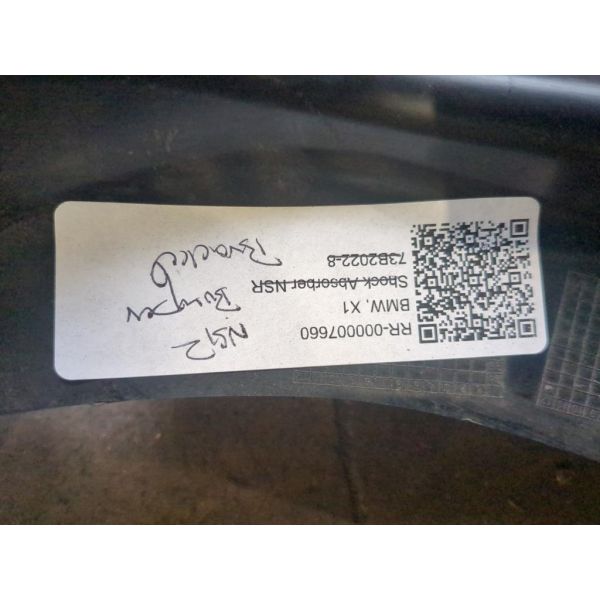 RR-000007660
BMW, X1
Shock Absorber NSR
73B2022-8
NSR
Bumper
Bracket